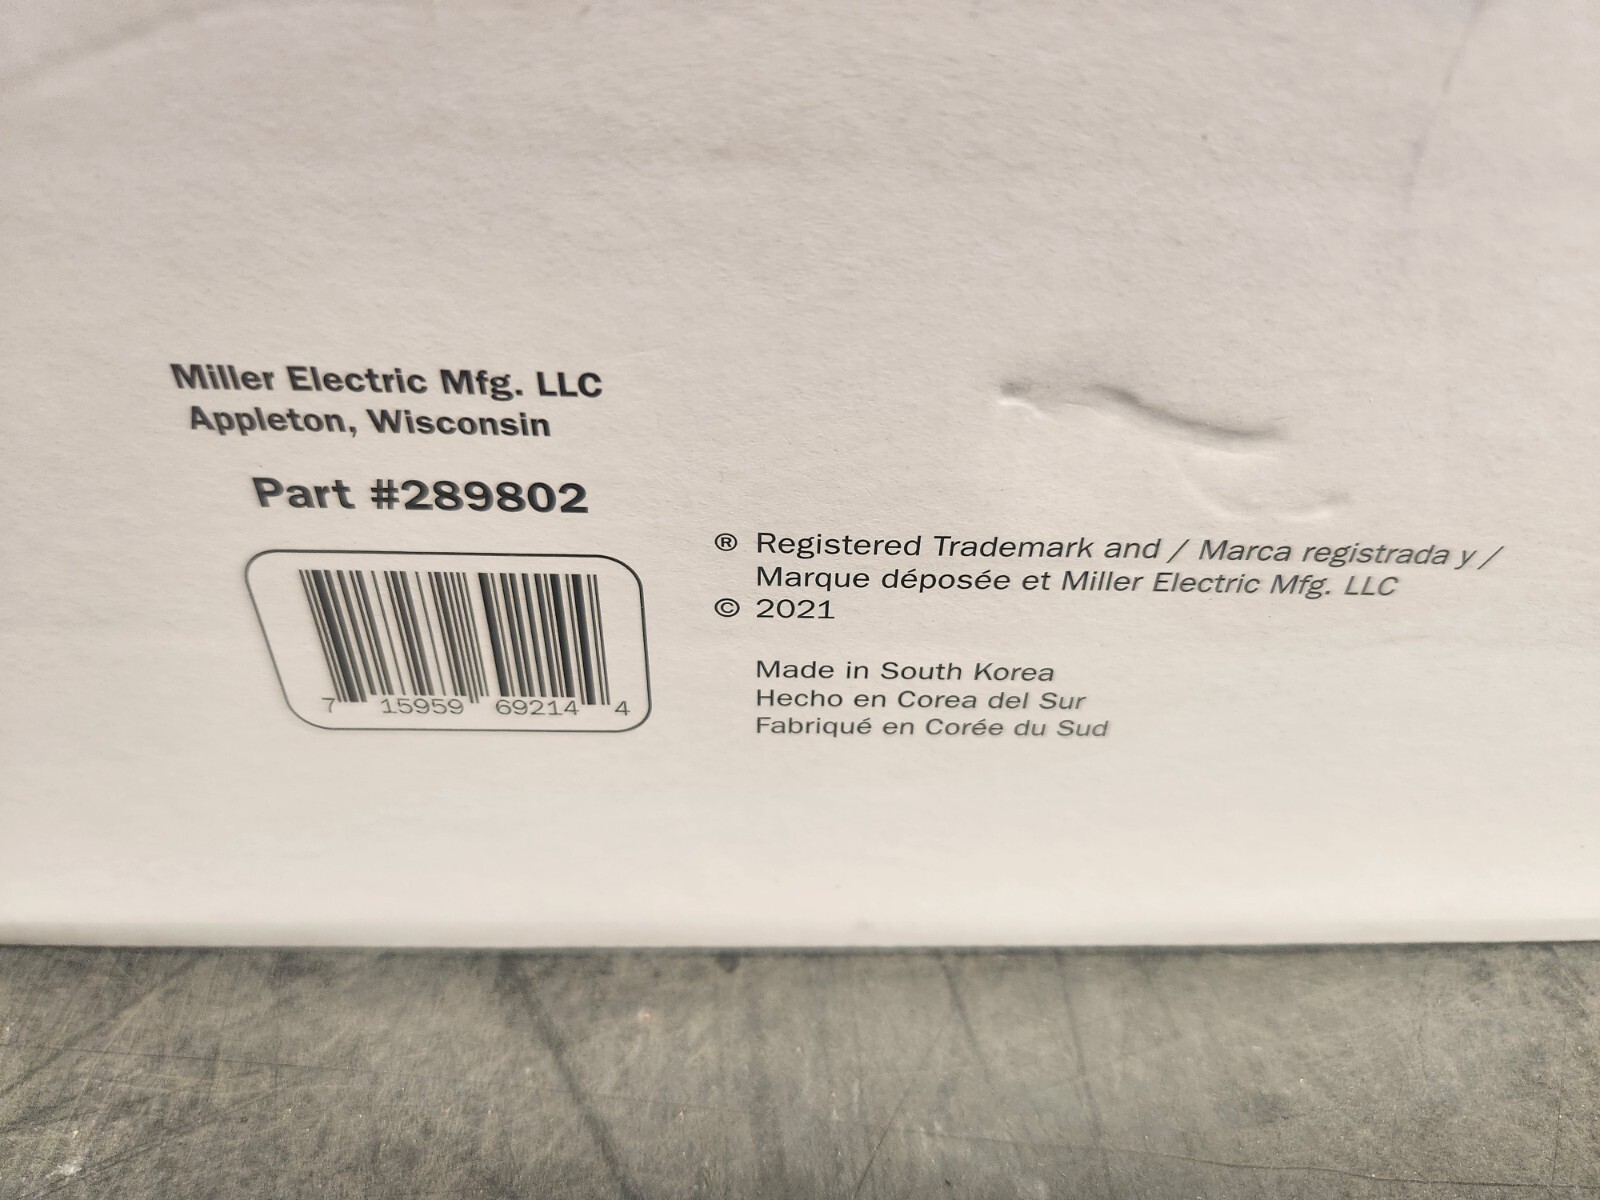 Miller Electric Mfg. LLC
Appleton, Wisconsin
Part #289802
7 15959 69214 4
® Registered Trademark and / Marca registrada y /
Marque déposée et Miller Electric Mfg. LLC
© 2021
Made in South Korea
Hecho en Corea del Sur
Fabriqué en Corée du Sud